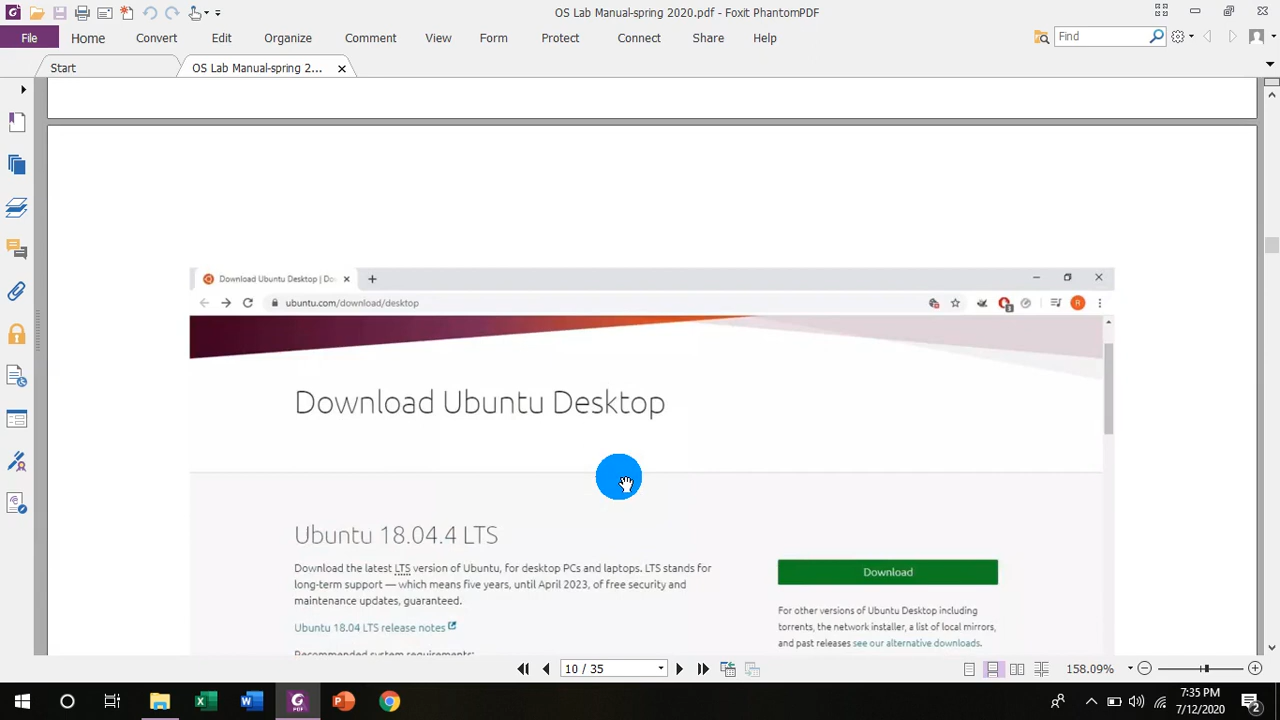 OS Lab Manual-spring 2020.pdf - Foxit PhantomPDF
File Home Convert Edit Organize Comment View Form Protect Connect Share Help Find
Start OS Lab Manual-spring 2...
Download Ubuntu Desktop | Do
ubuntu.com/download/desktop
R
1
Download Ubuntu Desktop
Ubuntu 18.04.4 LTS
Download the latest LTS version of Ubuntu, for desktop PCs and laptops. LTS stands for
long-term support — which means five years, until April 2023, of free security and
maintenance updates, guaranteed.
Ubuntu 18.04 LTS release notes
Recommended system requirements:
Download
For other versions of Ubuntu Desktop including
torrents, the network installer, a list of local mirrors,
and past releases see our alternative downloads.
10 / 35
158.09%
7:35 PM
7/12/2020
2